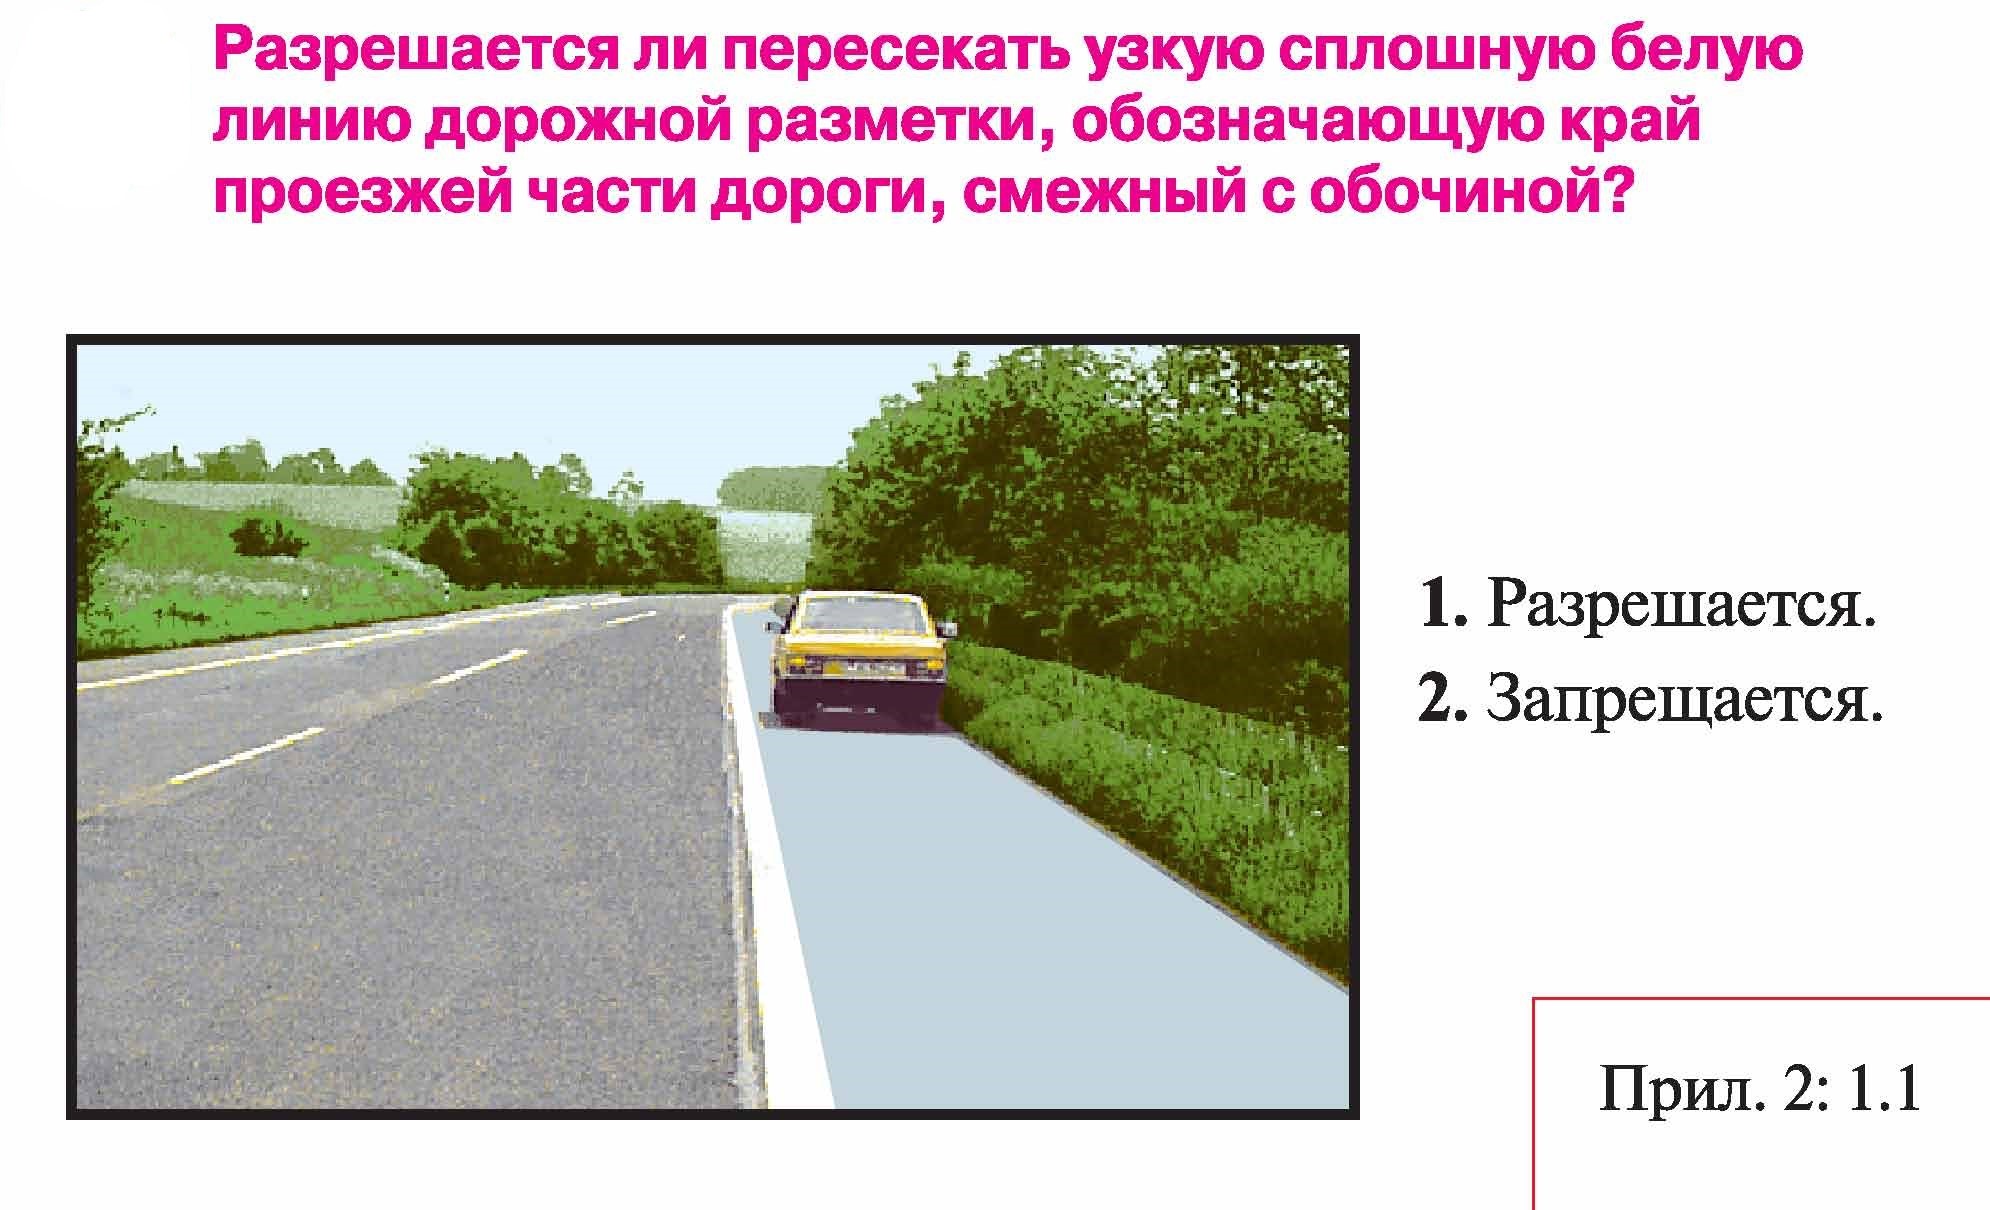 Разрешается ли пересекать узкую сплошную белую
линию дорожной разметки, обозначающую край
проезжей части дороги, смежный с обочиной?
1. Разрешается.
2. Запрещается.
Прил. 2: 1.1